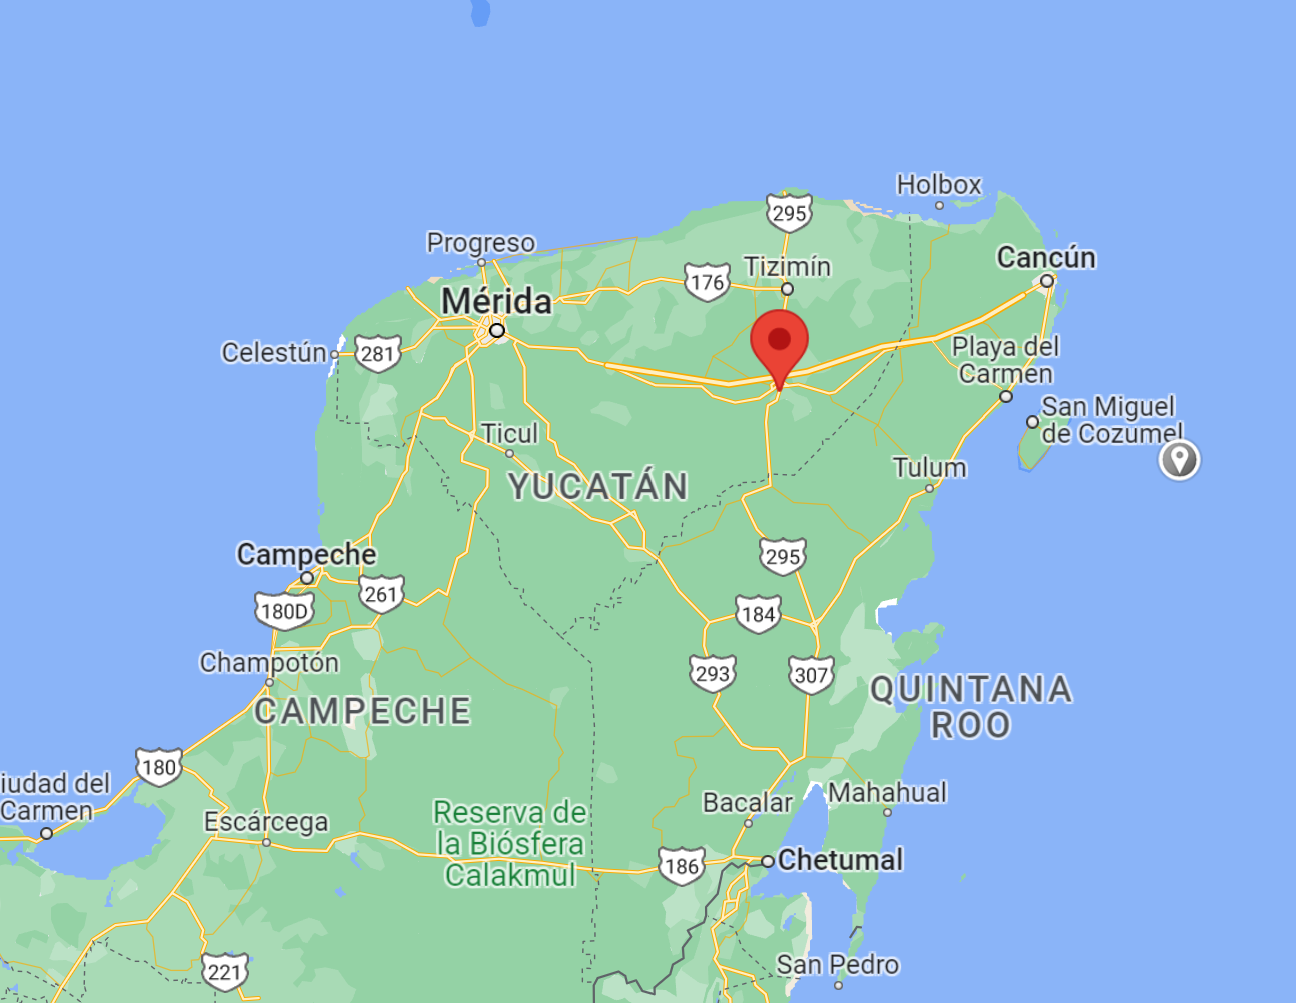 Holbox
295
Progreso
Cancún
Tizimín
176
Mérida
Celestún
281
Playa del
Carmen
San Miguel
de Cozumel
Ticul
Tulum
YUCATÁN
Campeche
295
261
180D
184
Champotón
293
307
QUINTANA
ROO
CAMPECHE
180
iudad del
Carmen
Bacalar
Mahahual
Escárcega
Reserva de
la Biósfera
Calakmul
186
Chetumal
San Pedro
221